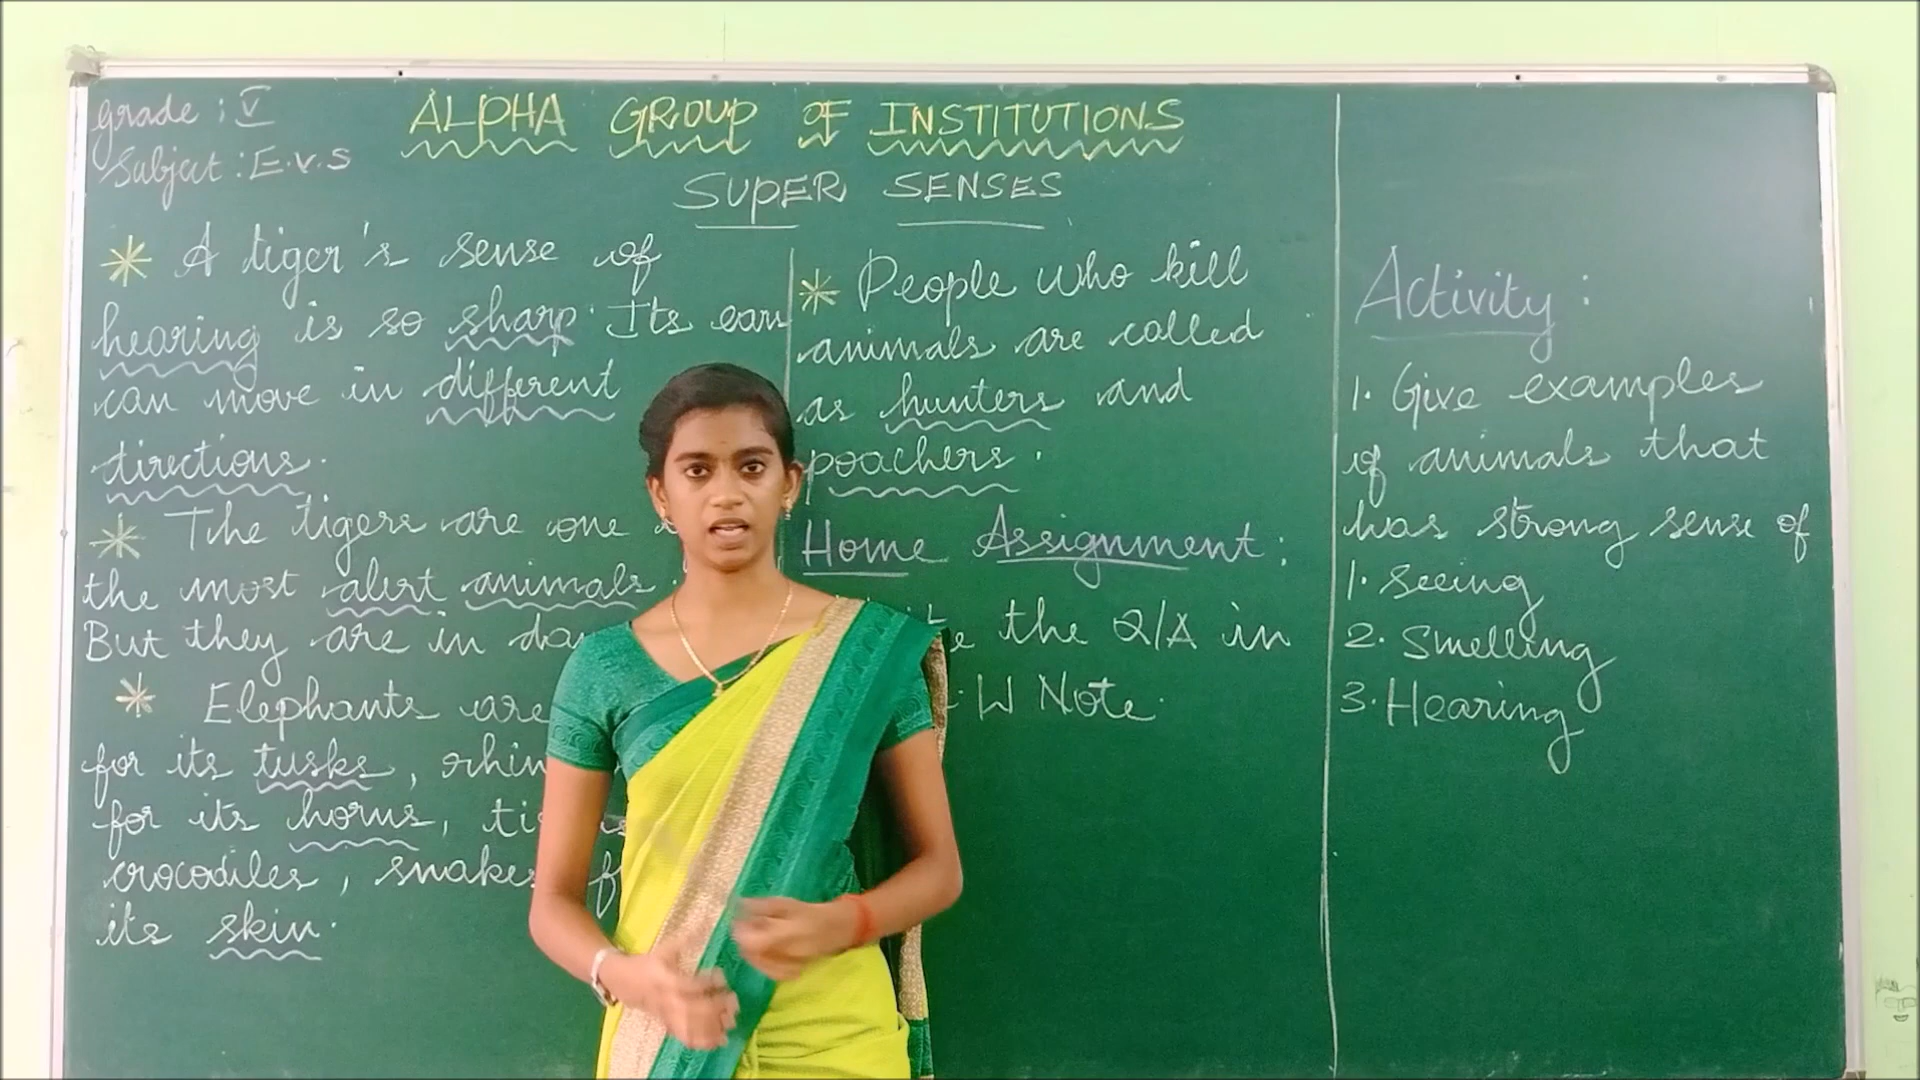 Grade : V
Subject : E.V.S
ALPHA GROUP OF INSTITUTIONS
SUPER SENSES
* A tiger's sense of
hearing is so sharp. Its ears
can move in different
directions.
* The tigers are one
the most alert animals.
But they are in
* Elephants are
for its tusks,
for its horns,
crocodiles, snakes
its skin.
* People who kill
animals are called
as hunters and
poachers.
Home Assignment :
the Q/A in
W Note.
Activity :
1. Give examples
of animals that
has strong sense of
1. Seeing
2. Smelling
3. Hearing